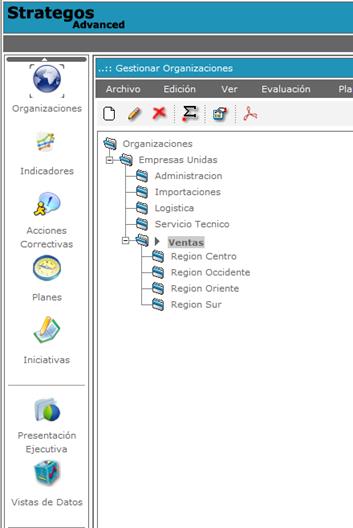 Strategos
Advanced
..:: Gestionar Organizaciones
Archivo Edición Ver Evaluación
Organizaciones
Indicadores
Acciones
Correctivas
Planes
Iniciativas
Presentación
Ejecutiva
Vistas de Datos
Organizaciones
Empresas Unidas
Administracion
Importaciones
Logistica
Servicio Tecnico
Ventas
Region Centro
Region Occidente
Region Oriente
Region Sur